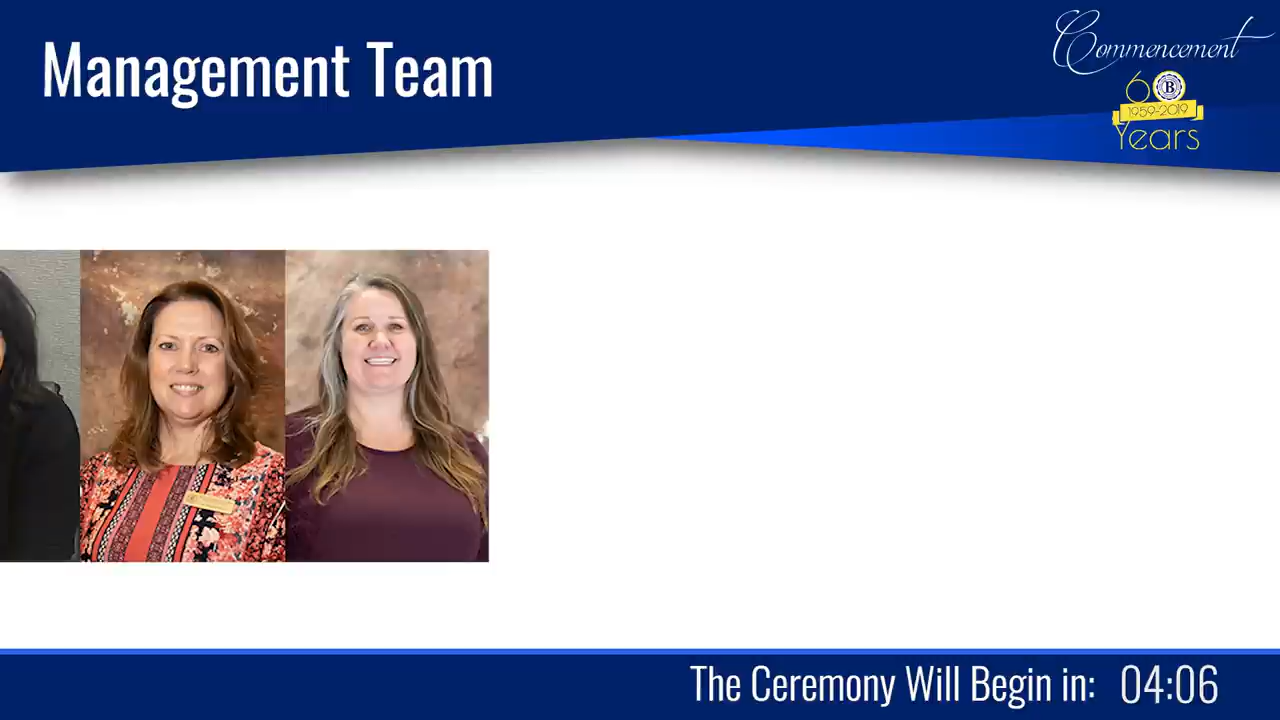 Management Team
Commencement
60
B
1959-2019
Years
The Ceremony Will Begin in: 04:06